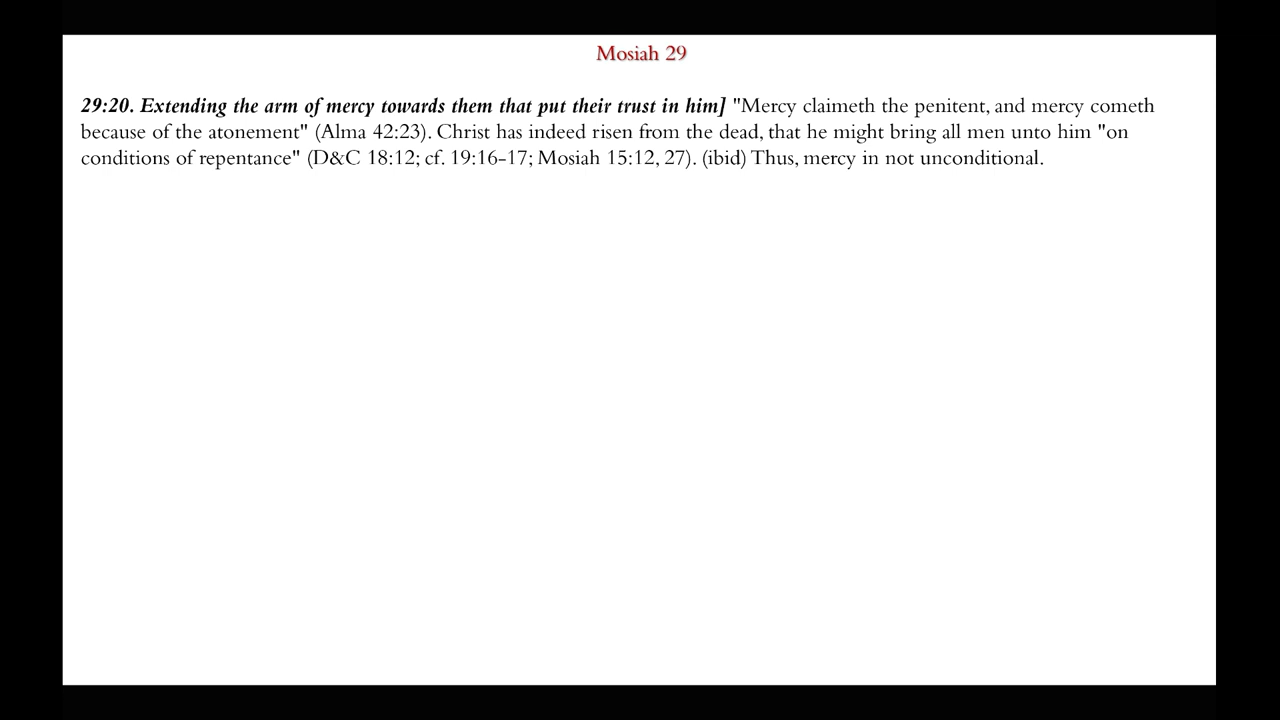 Mosiah 29
29:20. Extending the arm of mercy towards them that put their trust in him] "Mercy claimeth the penitent, and mercy cometh
because of the atonement" (Alma 42:23). Christ has indeed risen from the dead, that he might bring all men unto him "on
conditions of repentance" (D&C 18:12; cf. 19:16-17; Mosiah 15:12, 27). (ibid) Thus, mercy in not unconditional.